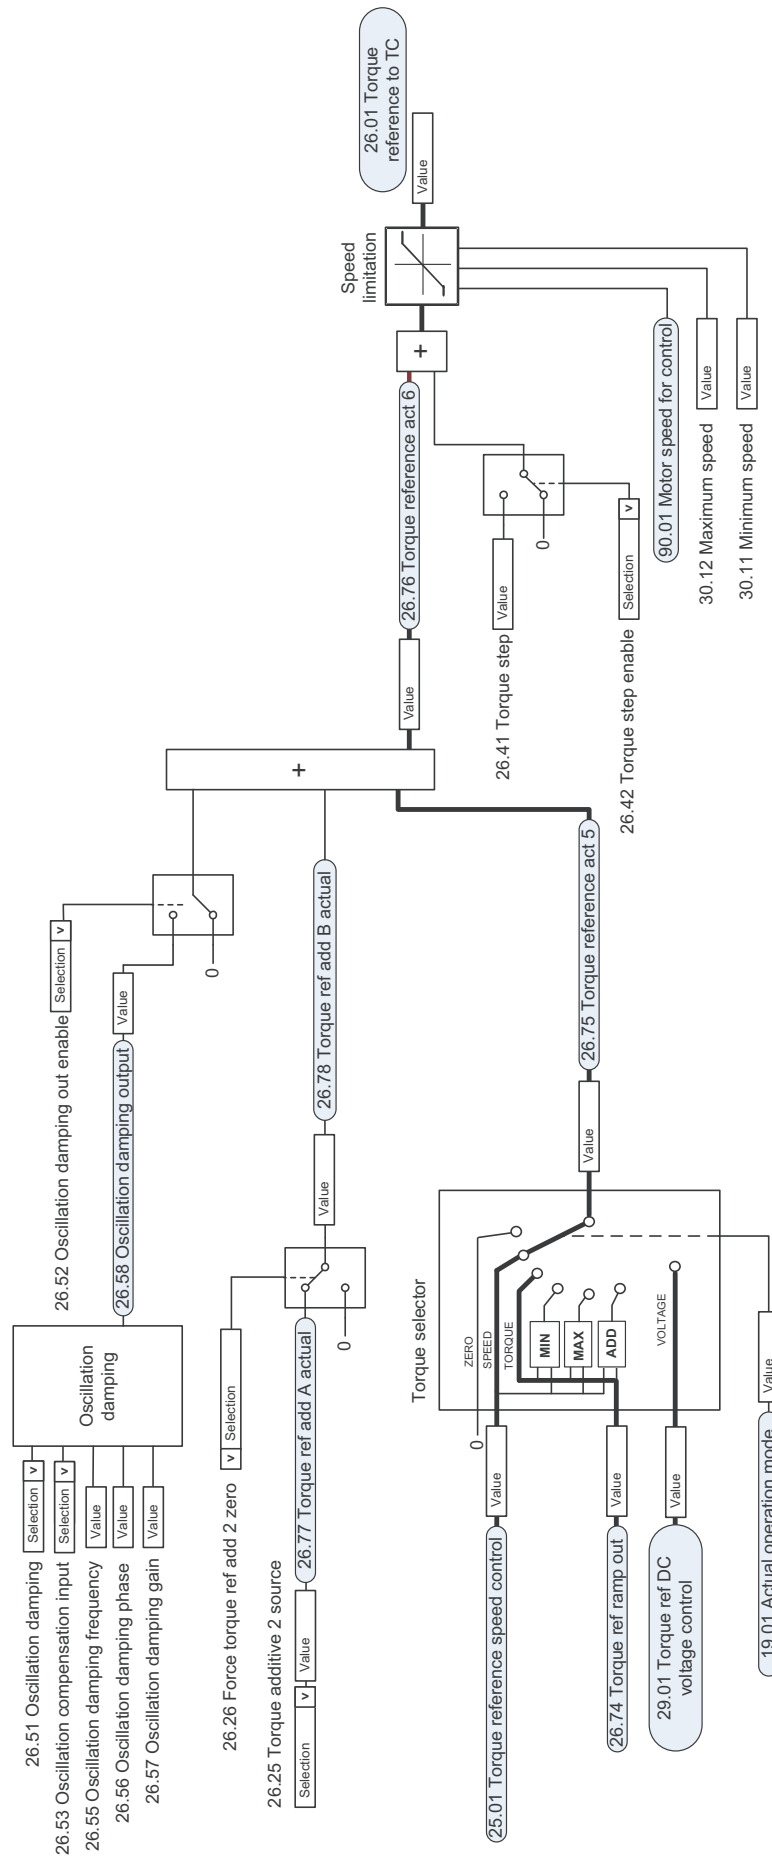 26.51 Oscillation damping
Selection
v
26.53 Oscillation compensation input
Selection
v
26.55 Oscillation damping frequency
Value
26.56 Oscillation damping phase
Value
26.57 Oscillation damping gain
Value
Oscillation
damping
26.52 Oscillation damping out enable
Selection
v
26.58 Oscillation damping output
Value
0
26.26 Force torque ref add 2 zero
v
Selection
26.25 Torque additive 2 source
Selection
v
Value
26.77 Torque ref add A actual
0
Value
26.78 Torque ref add B actual
+
Torque selector
0
ZERO
25.01 Torque reference speed control
Value
SPEED
TORQUE
MIN
MAX
ADD
26.74 Torque ref ramp out
Value
29.01 Torque ref DC
voltage control
Value
VOLTAGE
19.01 Actual operation mode
Value
Value
26.75 Torque reference act 5
Value
26.76 Torque reference act 6
26.41 Torque step
Value
0
26.42 Torque step enable
Selection
v
+
Speed
limitation
90.01 Motor speed for control
30.12 Maximum speed
Value
30.11 Minimum speed
Value
Value
26.01 Torque
reference to TC